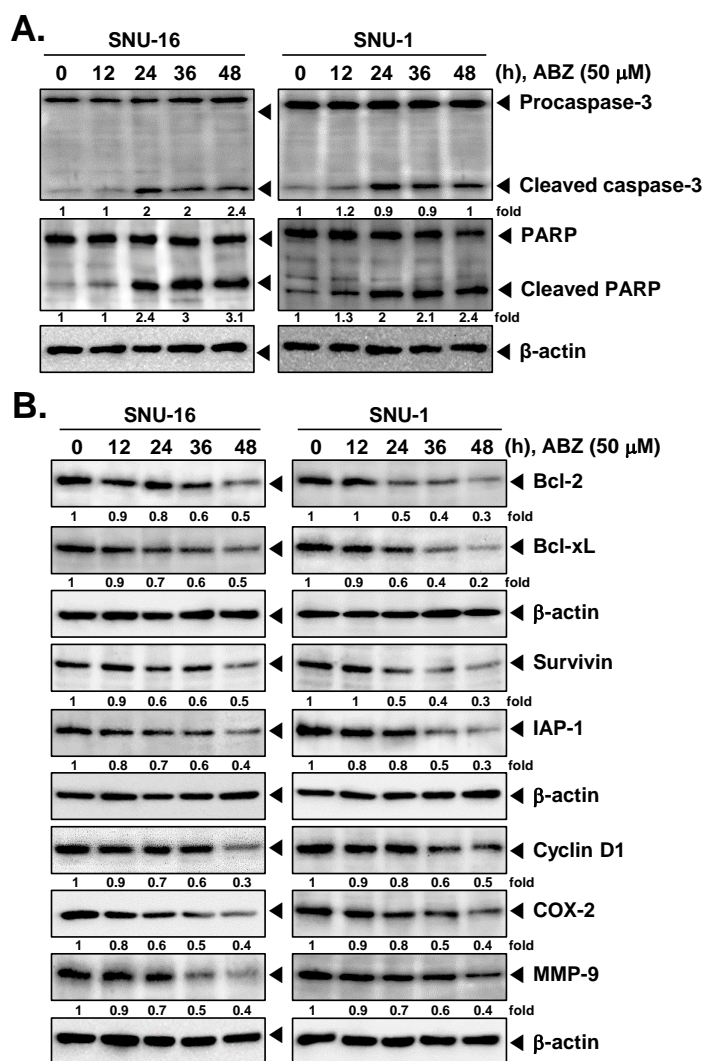 A.
SNU-16 SNU-1
0 12 24 36 48 0 12 24 36 48 (h), ABZ (50 μM)
Procaspase-3
Cleaved caspase-3
1 1 2 2 2.4 1 1.2 0.9 0.9 1 fold
PARP
Cleaved PARP
1 1 2.4 3 3.1 1 1.3 2 2.1 2.4 fold
β-actin
B.
SNU-16 SNU-1
0 12 24 36 48 0 12 24 36 48 (h), ABZ (50 μM)
Bcl-2
1 0.9 0.8 0.6 0.5 1 1 0.5 0.4 0.3 fold
Bcl-xL
1 0.9 0.7 0.6 0.5 1 0.9 0.6 0.4 0.2 fold
β-actin
Survivin
1 0.9 0.6 0.6 0.5 1 1 0.5 0.4 0.3 fold
IAP-1
1 0.8 0.7 0.6 0.4 1 0.8 0.8 0.5 0.3 fold
β-actin
Cyclin D1
1 0.9 0.7 0.6 0.3 1 0.9 0.8 0.6 0.5 fold
COX-2
1 0.8 0.6 0.5 0.4 1 0.9 0.8 0.5 0.4 fold
MMP-9
1 0.9 0.7 0.5 0.4 1 0.9 0.7 0.6 0.4 fold
β-actin